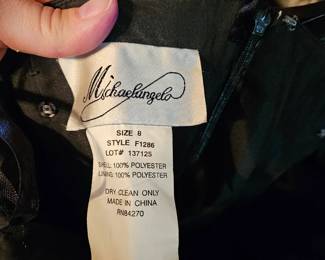 Michaelangelo
SIZE 8
STYLE F1286
LOT# 137125
SHELL: 100% POLYESTER
LINING: 100% POLYESTER
DRY CLEAN ONLY
MADE IN CHINA
RN84270